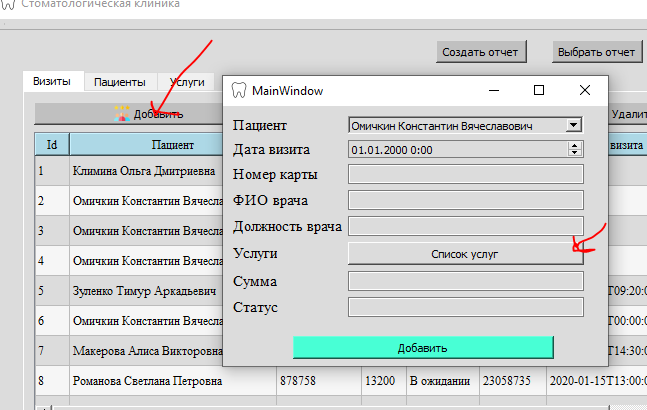 Стоматологическая клиника
Создать отчет
Выбрать отчет
Визиты
Пациенты
Услуги
Добавить
Удалит
Id
Пациент
визита
1
Климина Ольга Дмитриевна
2
Омичкин Константин Вячесла
3
Омичкин Константин Вячесла
4
Омичкин Константин Вячесла
5
Зуленко Тимур Аркадьевич
T09:20:0
6
Омичкин Константин Вячесла
T00:00:0
7
Макерова Алиса Викторовна
T14:30:0
8
Романова Светлана Петровна
878758
13200
В ожидании
23058735
2020-01-15T13:00:0
MainWindow
Пациент
Омичкин Константин Вячеславович
Дата визита
01.01.2000 0:00
Номер карты
ФИО врача
Должность врача
Услуги
Список услуг
Сумма
Статус
Добавить